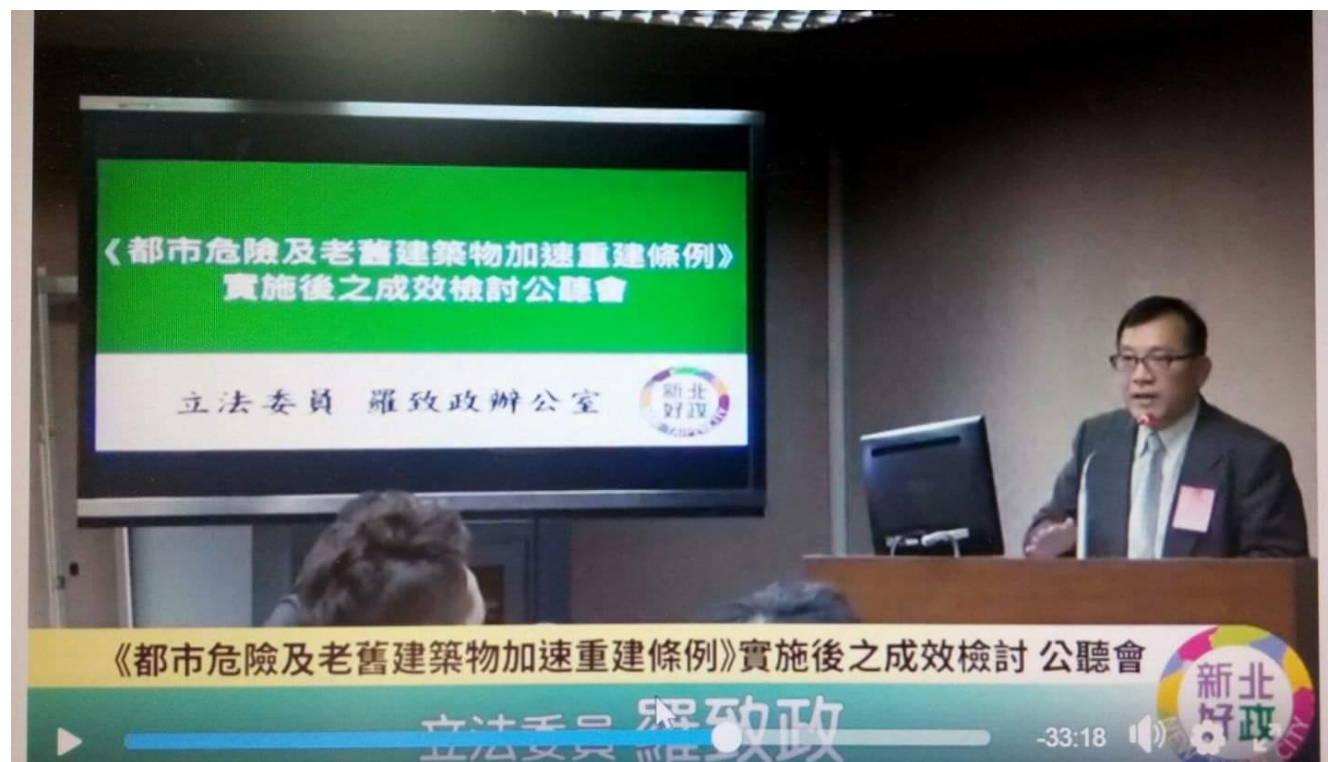 《都市危險及老舊建築物加速重建條例》
實施後之成效檢討公聽會
立法委員 羅致政辦公室
新北
好政
《都市危險及老舊建築物加速重建條例》實施後之成效檢討 公聽會
立法委員 羅致政
-33:18
新北
好政
CITY